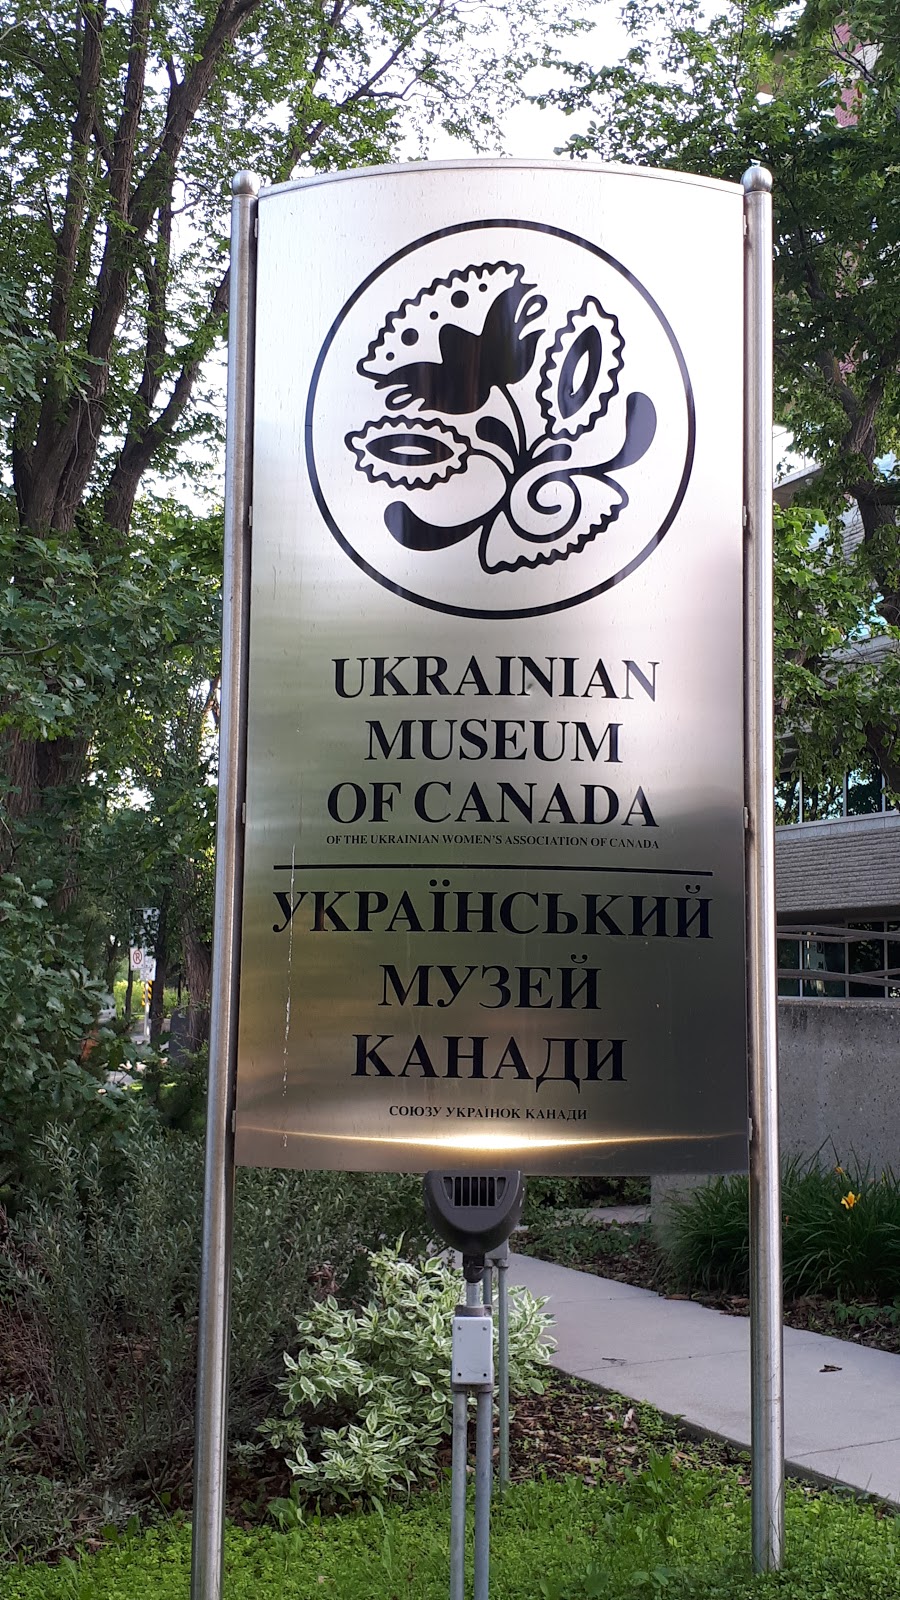 UKRAINIAN
MUSEUM
OF CANADA
OF THE UKRAINIAN WOMEN'S ASSOCIATION OF CANADA
УКРАЇНСЬКИЙ
МУЗЕЙ
КАНАДИ
СОЮЗУ УКРАЇНОК КАНАДИ